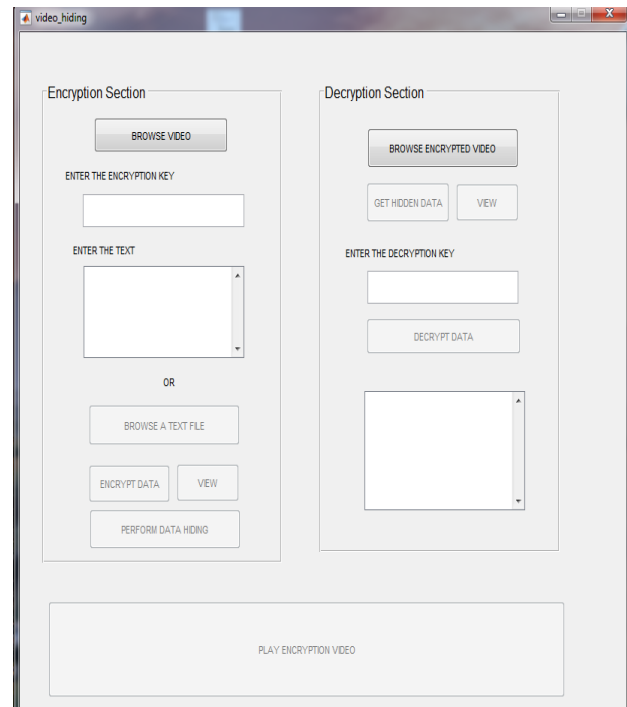 video_hiding
Encryption Section
BROWSE VIDEO
ENTER THE ENCRYPTION KEY
ENTER THE TEXT
OR
BROWSE A TEXT FILE
ENCRYPT DATA
VIEW
PERFORM DATA HIDING
Decryption Section
BROWSE ENCRYPTED VIDEO
GET HIDDEN DATA
VIEW
ENTER THE DECRYPTION KEY
DECRYPT DATA
PLAY ENCRYPTION VIDEO